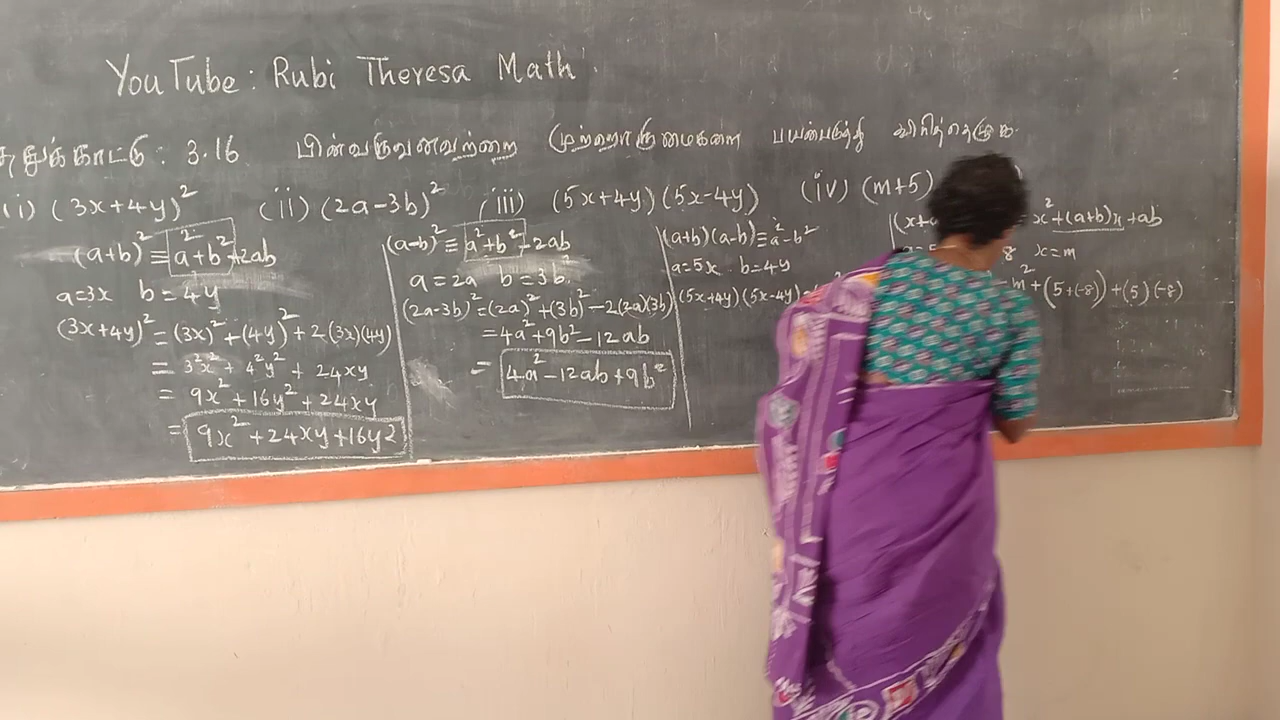 YouTube: Rubi Theresa Math
3.16 பின்வருவனவற்றை முற்றொருமைகளை பயன்படுத்தி
(i) (3x+4y)²
(a+b)² ≡ a²+b²+2ab
a=3x b=4y
(3x+4y)² = (3x)²+(4y)²+2(3x)(4y)
= 3²x² + 4²y² + 24xy
= 9x²+16y²+24xy
= 9x²+24xy+16y2
(ii) (2a-3b)²
(a-b)² ≡ a²+b²-2ab
a=2a b=3b
(2a-3b)²=(2a)²+(3b)²-2(2a)(3b)
=4a²+9b²-12ab
= 4a²-12ab+9b²
(iii) (5x+4y)(5x-4y)
(a+b)(a-b)≡a²-b²
a=5x b=4y
(5x+4y)(5x-4y)
(iv) (m+5)
x²+(a+b)x+ab
8 x=m
m²+(5+(-8))+(5)(-8)